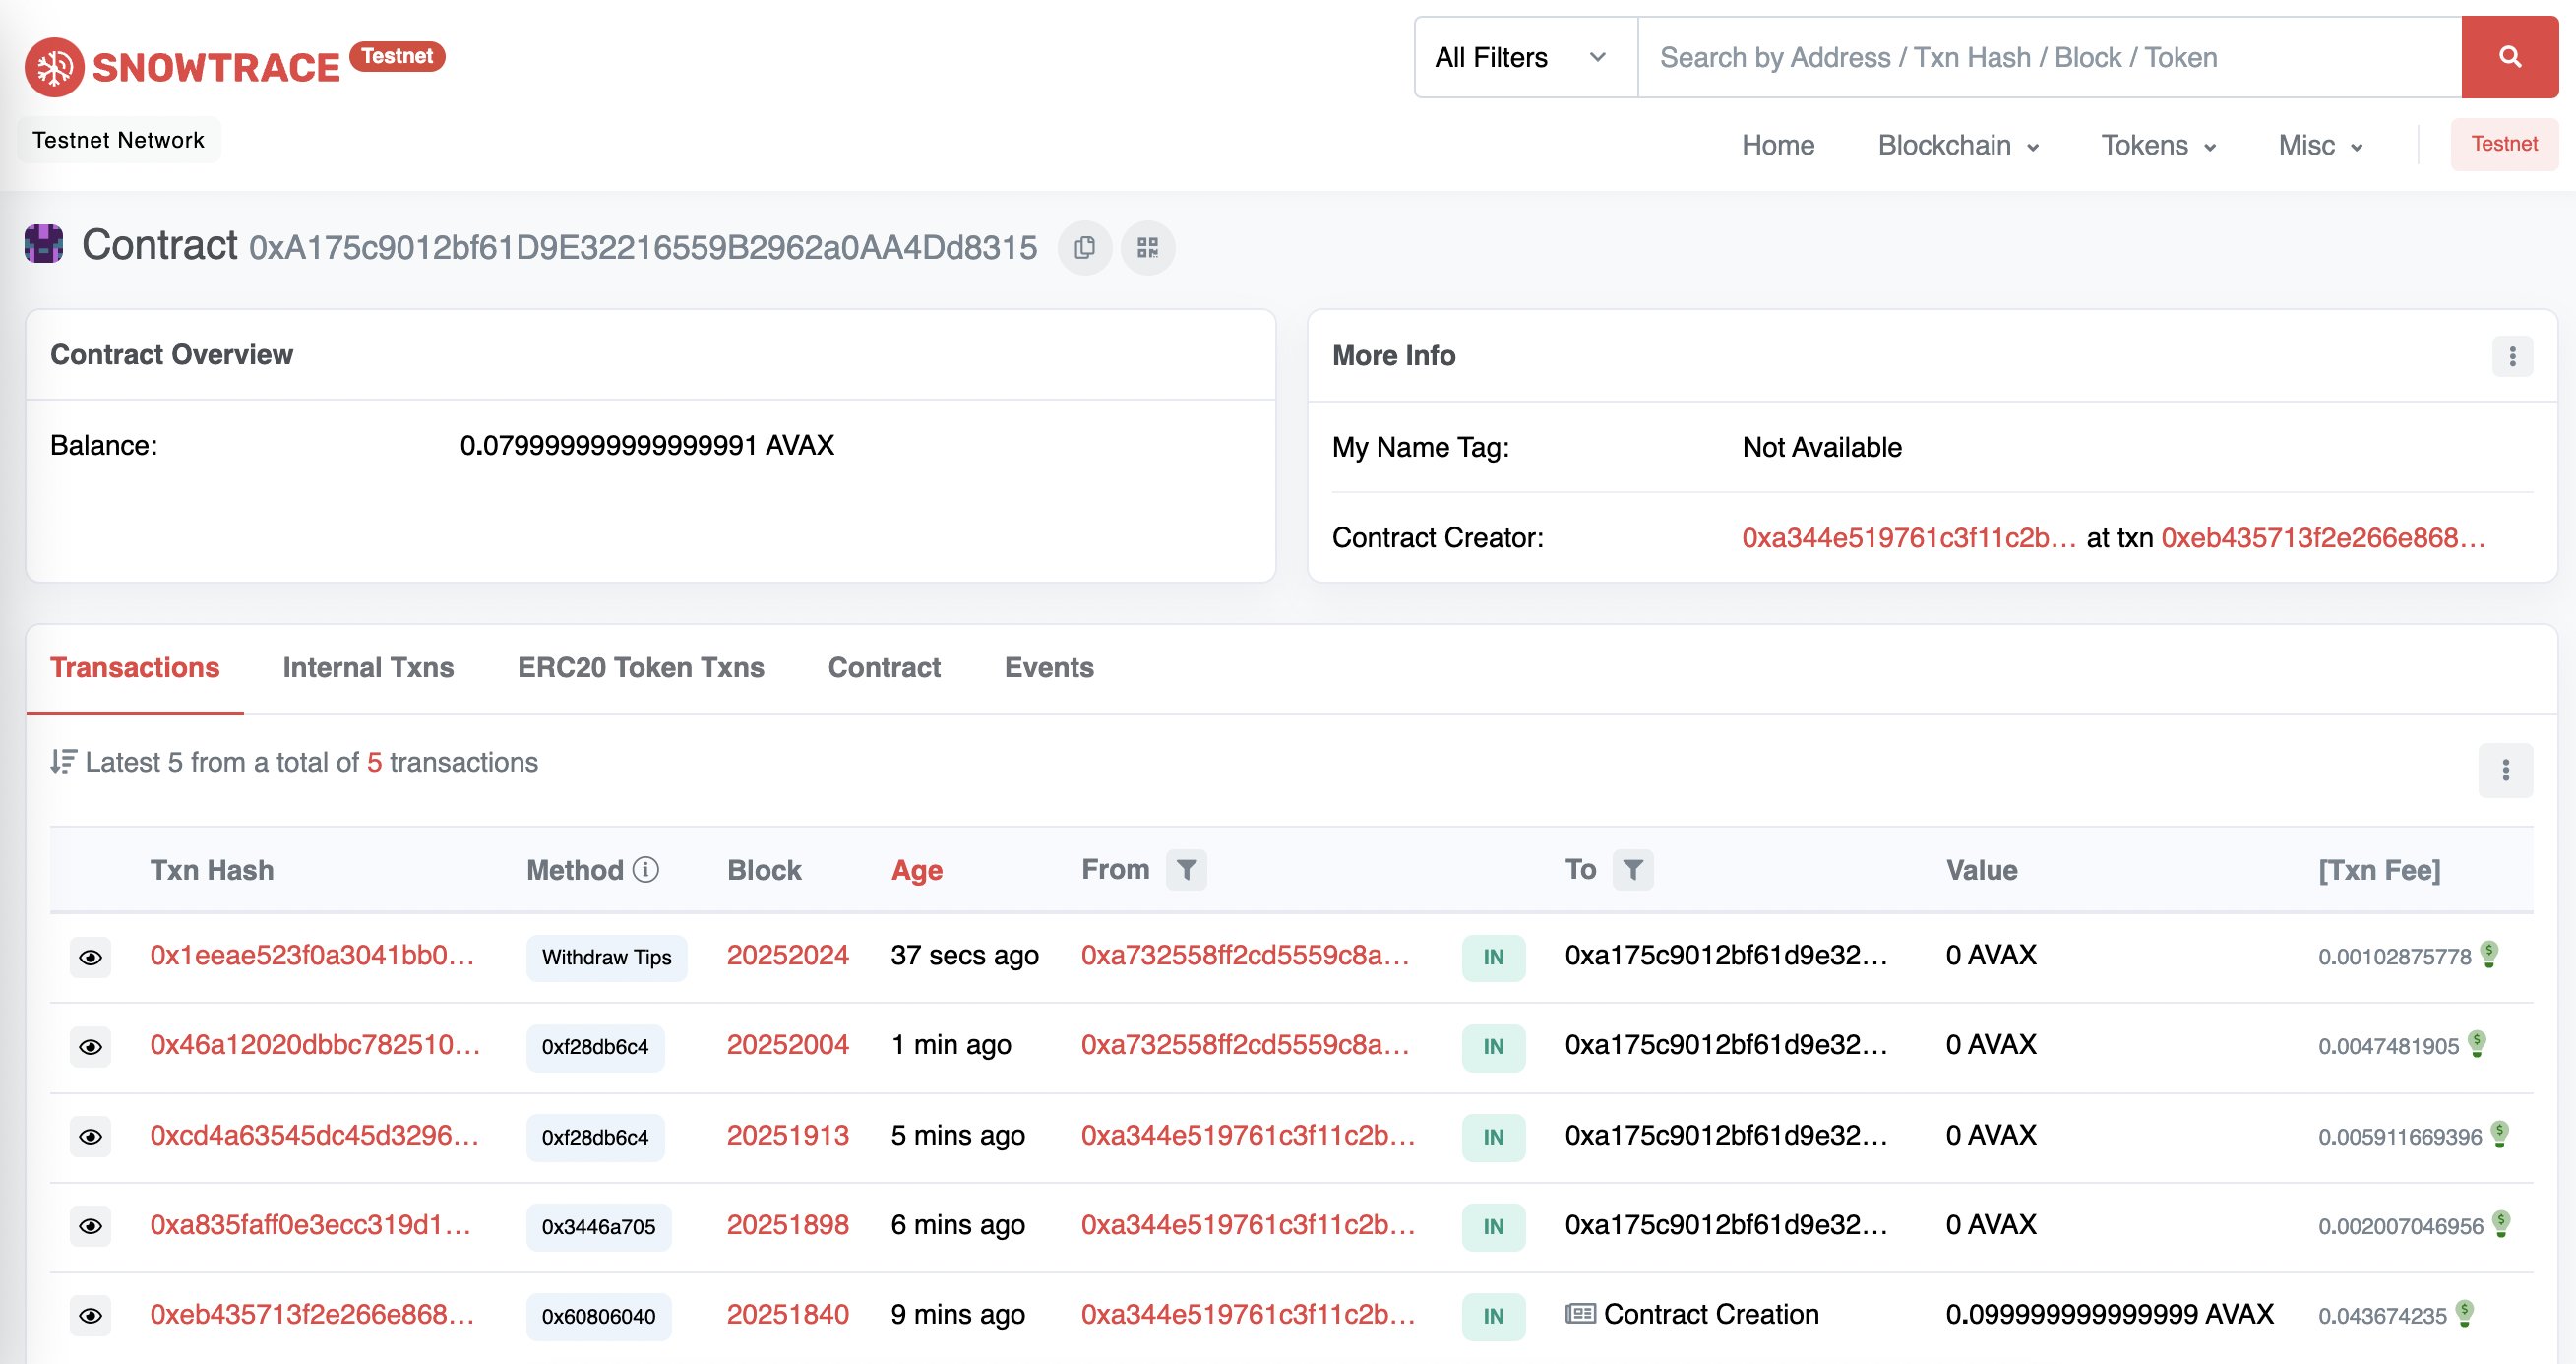 SNOWTRACE Testnet
All Filters
Search by Address / Txn Hash / Block / Token
Testnet Network
Home Blockchain Tokens Misc Testnet
Contract 0xA175c9012bf61D9E32216559B2962a0AA4Dd8315
Contract Overview
Balance: 0.079999999999999991 AVAX
More Info
My Name Tag: Not Available
Contract Creator: 0xa344e519761c3f11c2b… at txn 0xeb435713f2e266e868…
Transactions Internal Txns ERC20 Token Txns Contract Events
Latest 5 from a total of 5 transactions
Txn Hash Method Block Age From To Value [Txn Fee]
0x1eeae523f0a3041bb0… Withdraw Tips 20252024 37 secs ago 0xa732558ff2cd5559c8a… IN 0xa175c9012bf61d9e32… 0 AVAX 0.00102875778
0x46a12020dbbc782510… 0xf28db6c4 20252004 1 min ago 0xa732558ff2cd5559c8a… IN 0xa175c9012bf61d9e32… 0 AVAX 0.0047481905
0xcd4a63545dc45d3296… 0xf28db6c4 20251913 5 mins ago 0xa344e519761c3f11c2b… IN 0xa175c9012bf61d9e32… 0 AVAX 0.005911669396
0xa835faff0e3ecc319d1… 0x3446a705 20251898 6 mins ago 0xa344e519761c3f11c2b… IN 0xa175c9012bf61d9e32… 0 AVAX 0.002007046956
0xeb435713f2e266e868… 0x60806040 20251840 9 mins ago 0xa344e519761c3f11c2b… IN Contract Creation 0.099999999999999 AVAX 0.043674235